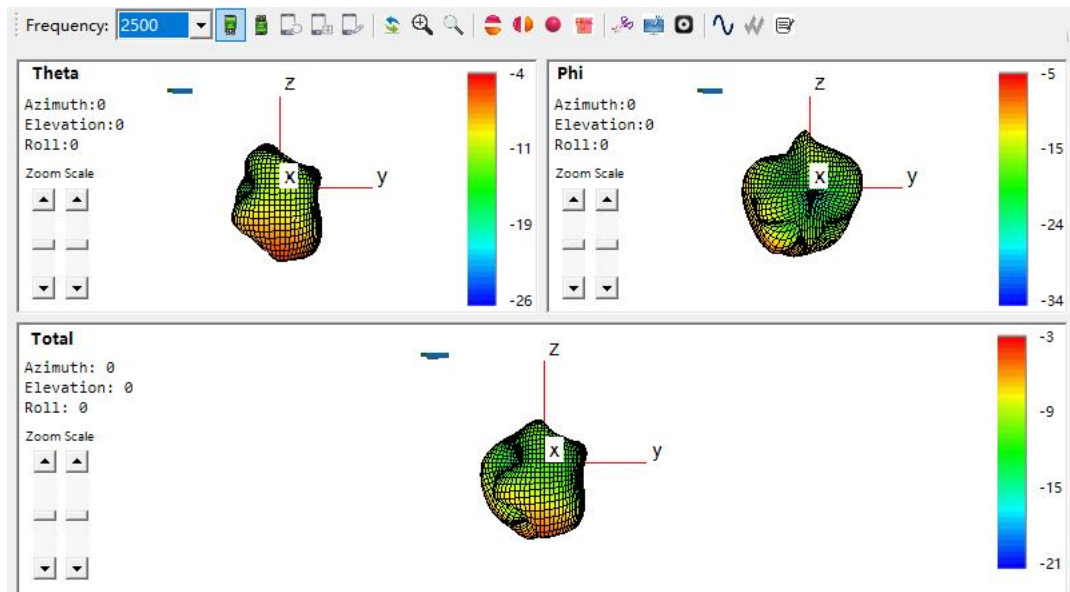 Frequency: 2500
Theta
Azimuth:0
Elevation:0
Roll:0
Zoom Scale
z
x
y
-4
-11
-19
-26
Phi
Azimuth:0
Elevation:0
Roll:0
Zoom Scale
z
x
y
-5
-15
-24
-34
Total
Azimuth: 0
Elevation: 0
Roll: 0
Zoom Scale
z
x
y
-3
-9
-15
-21